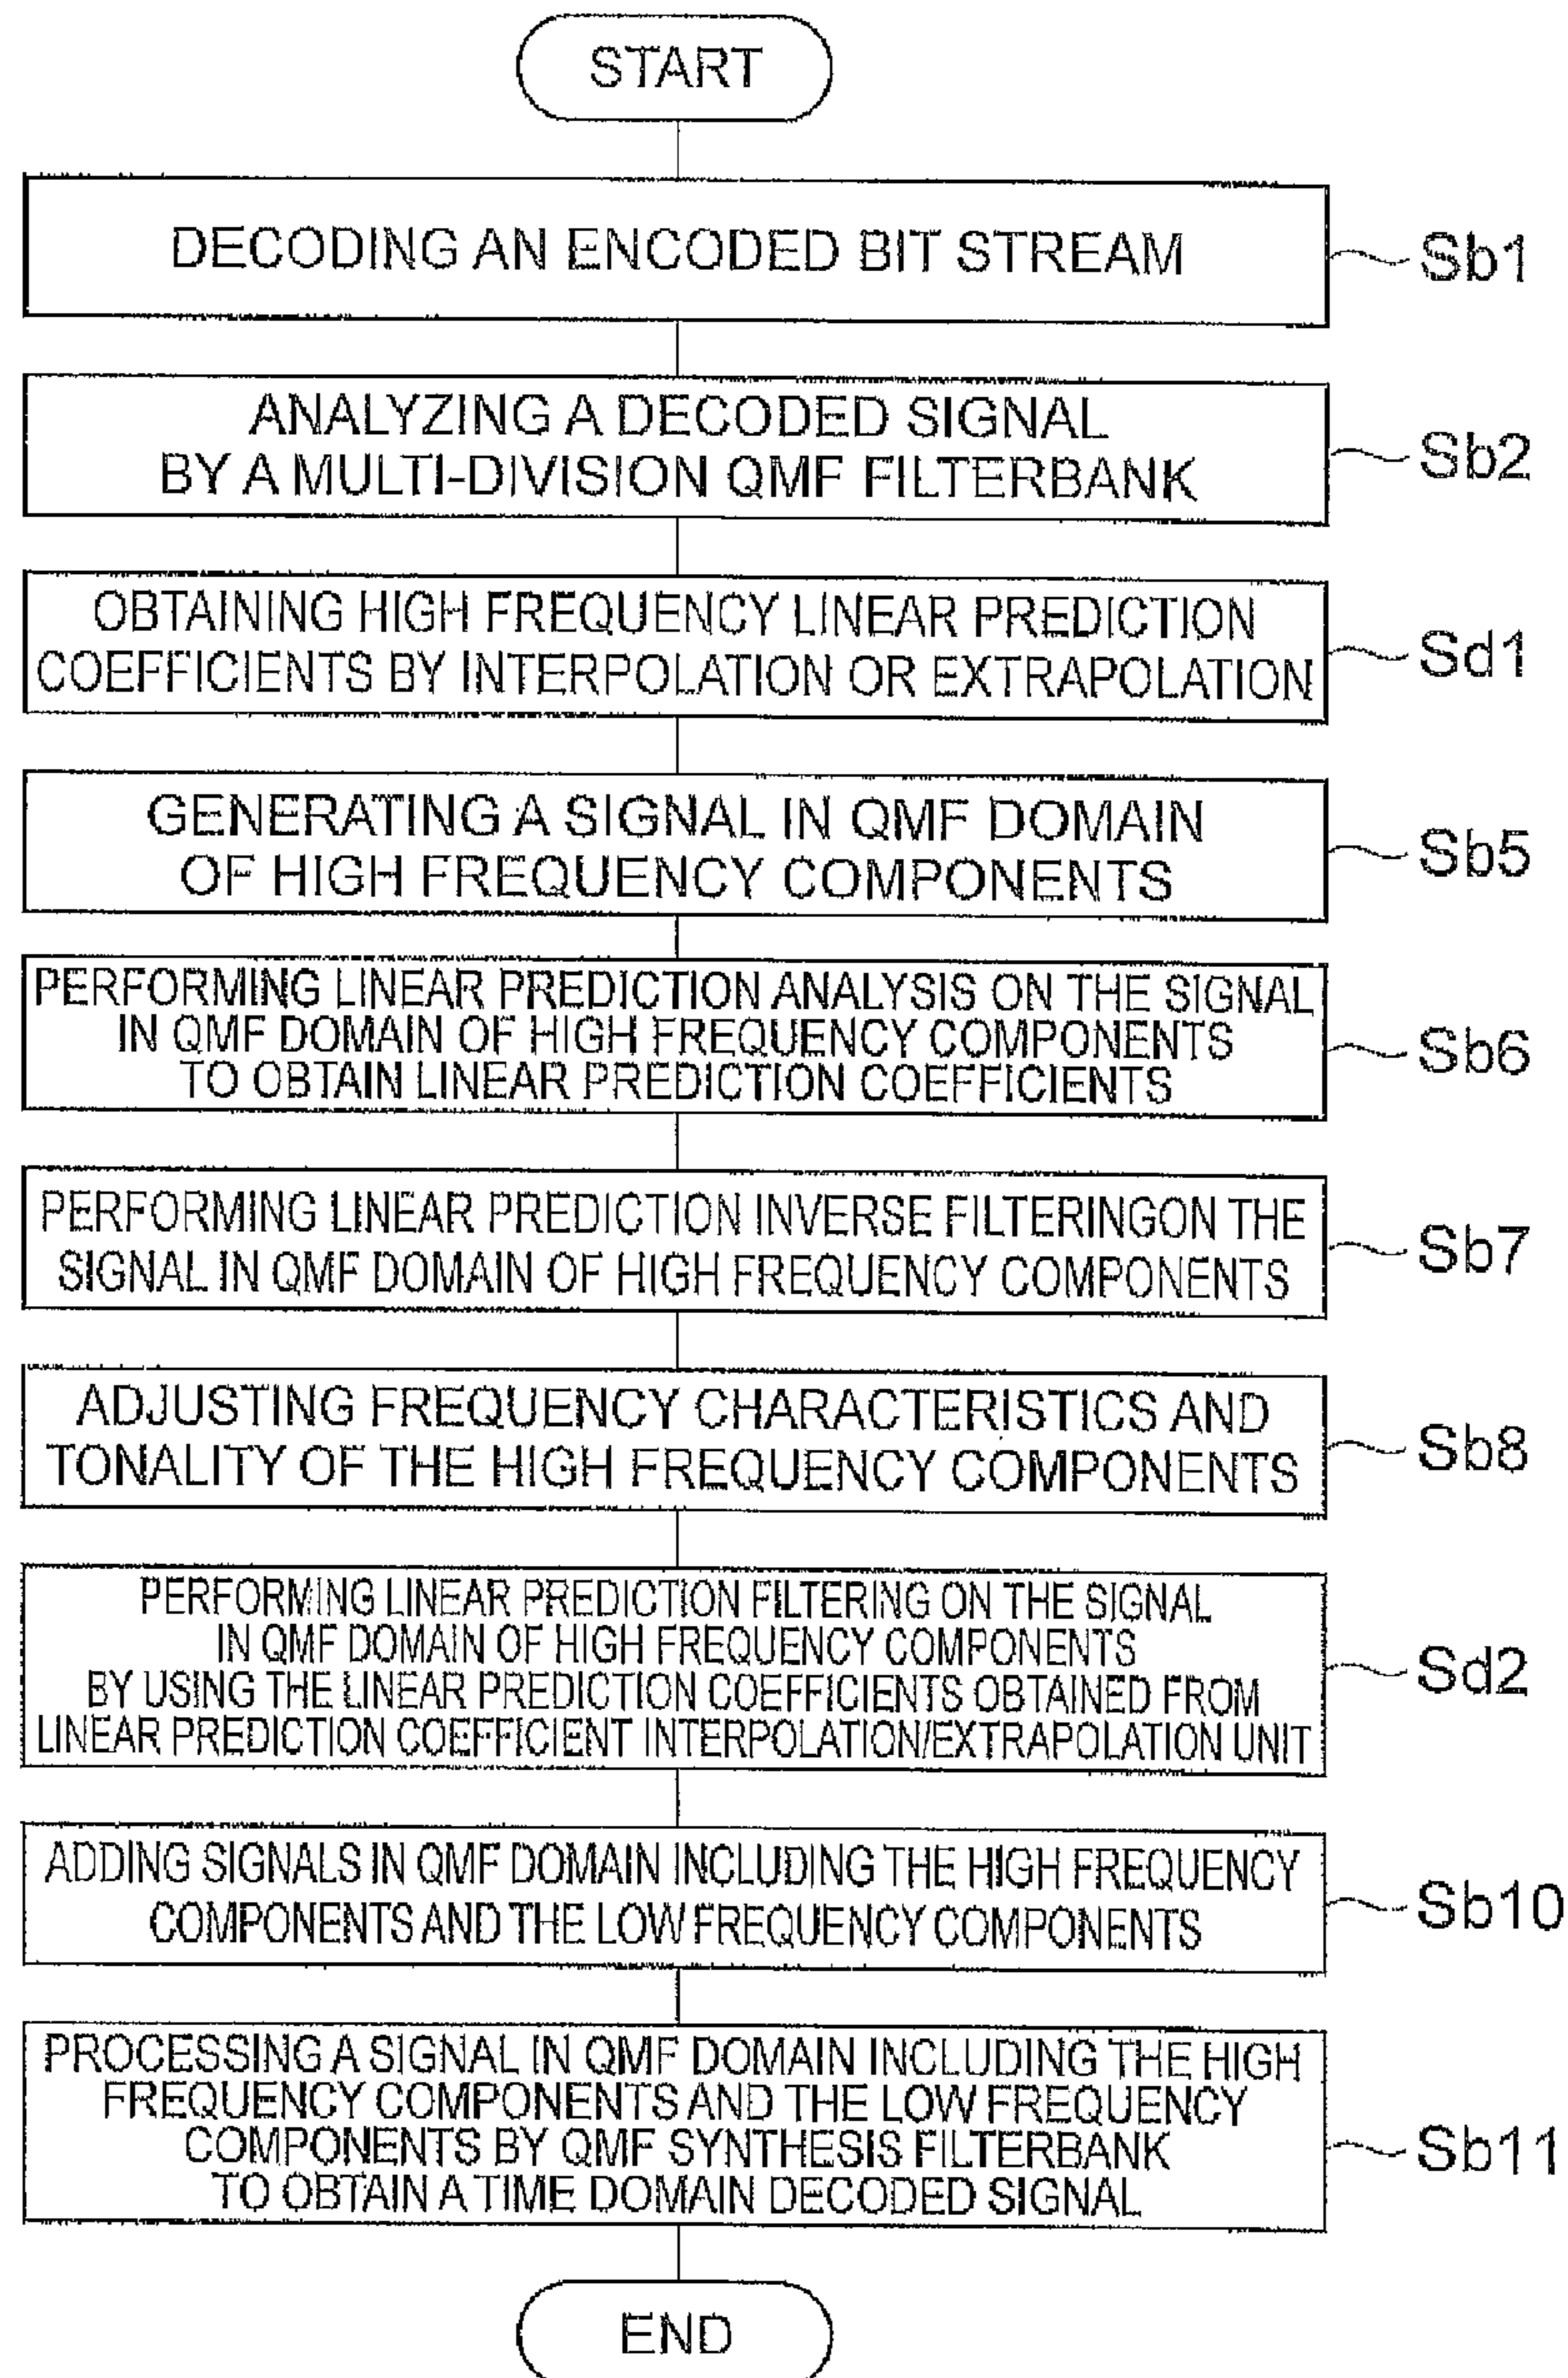 START
DECODING AN ENCODED BIT STREAM
Sb1
ANALYZING A DECODED SIGNAL
BY A MULTI-DIVISION QMF FILTERBANK
Sb2
OBTAINING HIGH FREQUENCY LINEAR PREDICTION
COEFFICIENTS BY INTERPOLATION OR EXTRAPOLATION
Sd1
GENERATING A SIGNAL IN QMF DOMAIN
OF HIGH FREQUENCY COMPONENTS
Sb5
PERFORMING LINEAR PREDICTION ANALYSIS ON THE SIGNAL
IN QMF DOMAIN OF HIGH FREQUENCY COMPONENTS
TO OBTAIN LINEAR PREDICTION COEFFICIENTS
Sb6
PERFORMING LINEAR PREDICTION INVERSE FILTERINGON THE
SIGNAL IN QMF DOMAIN OF HIGH FREQUENCY COMPONENTS
Sb7
ADJUSTING FREQUENCY CHARACTERISTICS AND
TONALITY OF THE HIGH FREQUENCY COMPONENTS
Sb8
PERFORMING LINEAR PREDICTION FILTERING ON THE SIGNAL
IN QMF DOMAIN OF HIGH FREQUENCY COMPONENTS
BY USING THE LINEAR PREDICTION COEFFICIENTS OBTAINED FROM
LINEAR PREDICTION COEFFICIENT INTERPOLATION/EXTRAPOLATION UNIT
Sd2
ADDING SIGNALS IN QMF DOMAIN INCLUDING THE HIGH FREQUENCY
COMPONENTS AND THE LOW FREQUENCY COMPONENTS
Sb10
PROCESSING A SIGNAL IN QMF DOMAIN INCLUDING THE HIGH
FREQUENCY COMPONENTS AND THE LOW FREQUENCY
COMPONENTS BY QMF SYNTHESIS FILTERBANK
TO OBTAIN A TIME DOMAIN DECODED SIGNAL
Sb11
END